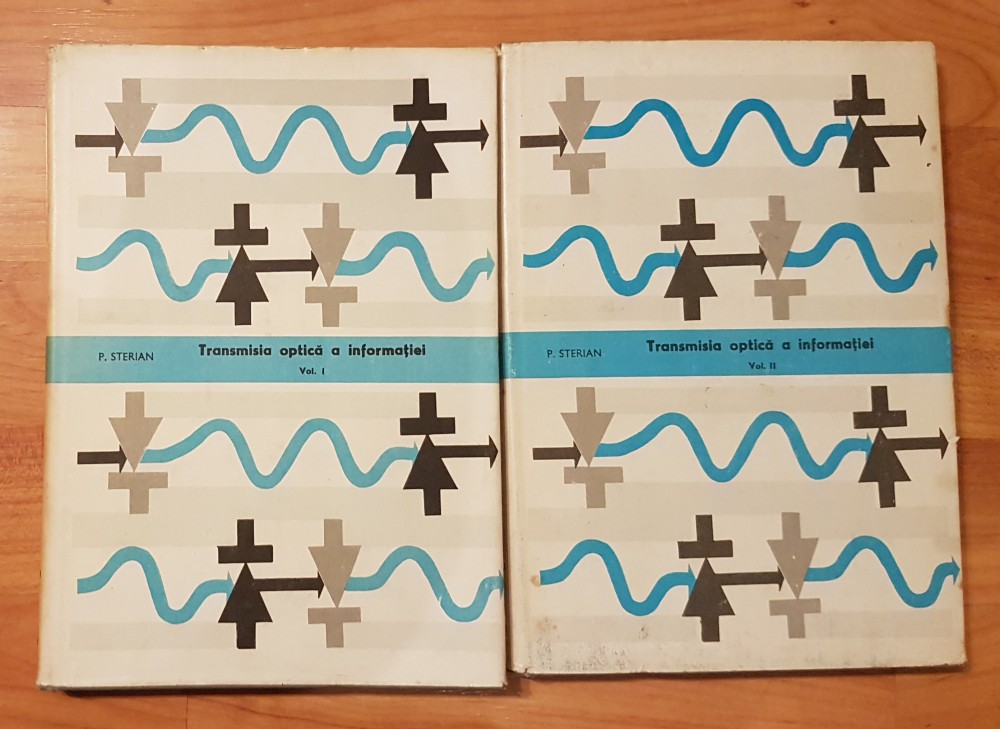 P. STERIAN
Transmisia optică a informației
Vol. I
P. STERIAN
Transmisia optică a informației
Vol. II